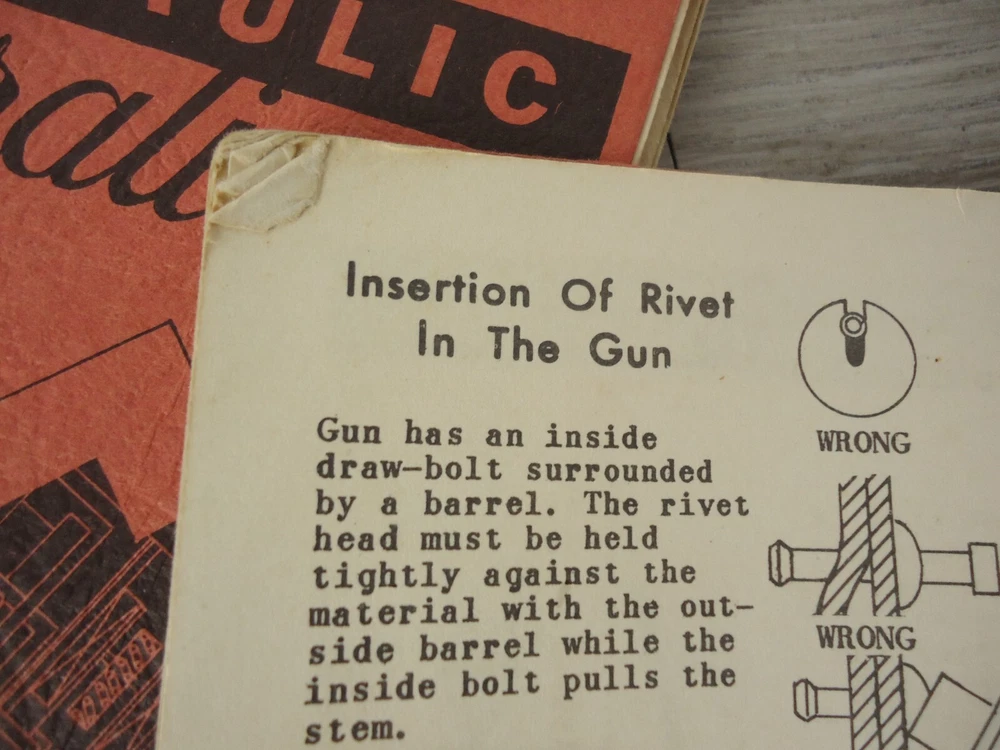 Insertion Of Rivet
In The Gun
Gun has an inside
draw-bolt surrounded
by a barrel. The rivet
head must be held
tightly against the
material with the out-
side barrel while the
inside bolt pulls the
stem.
WRONG
WRONG